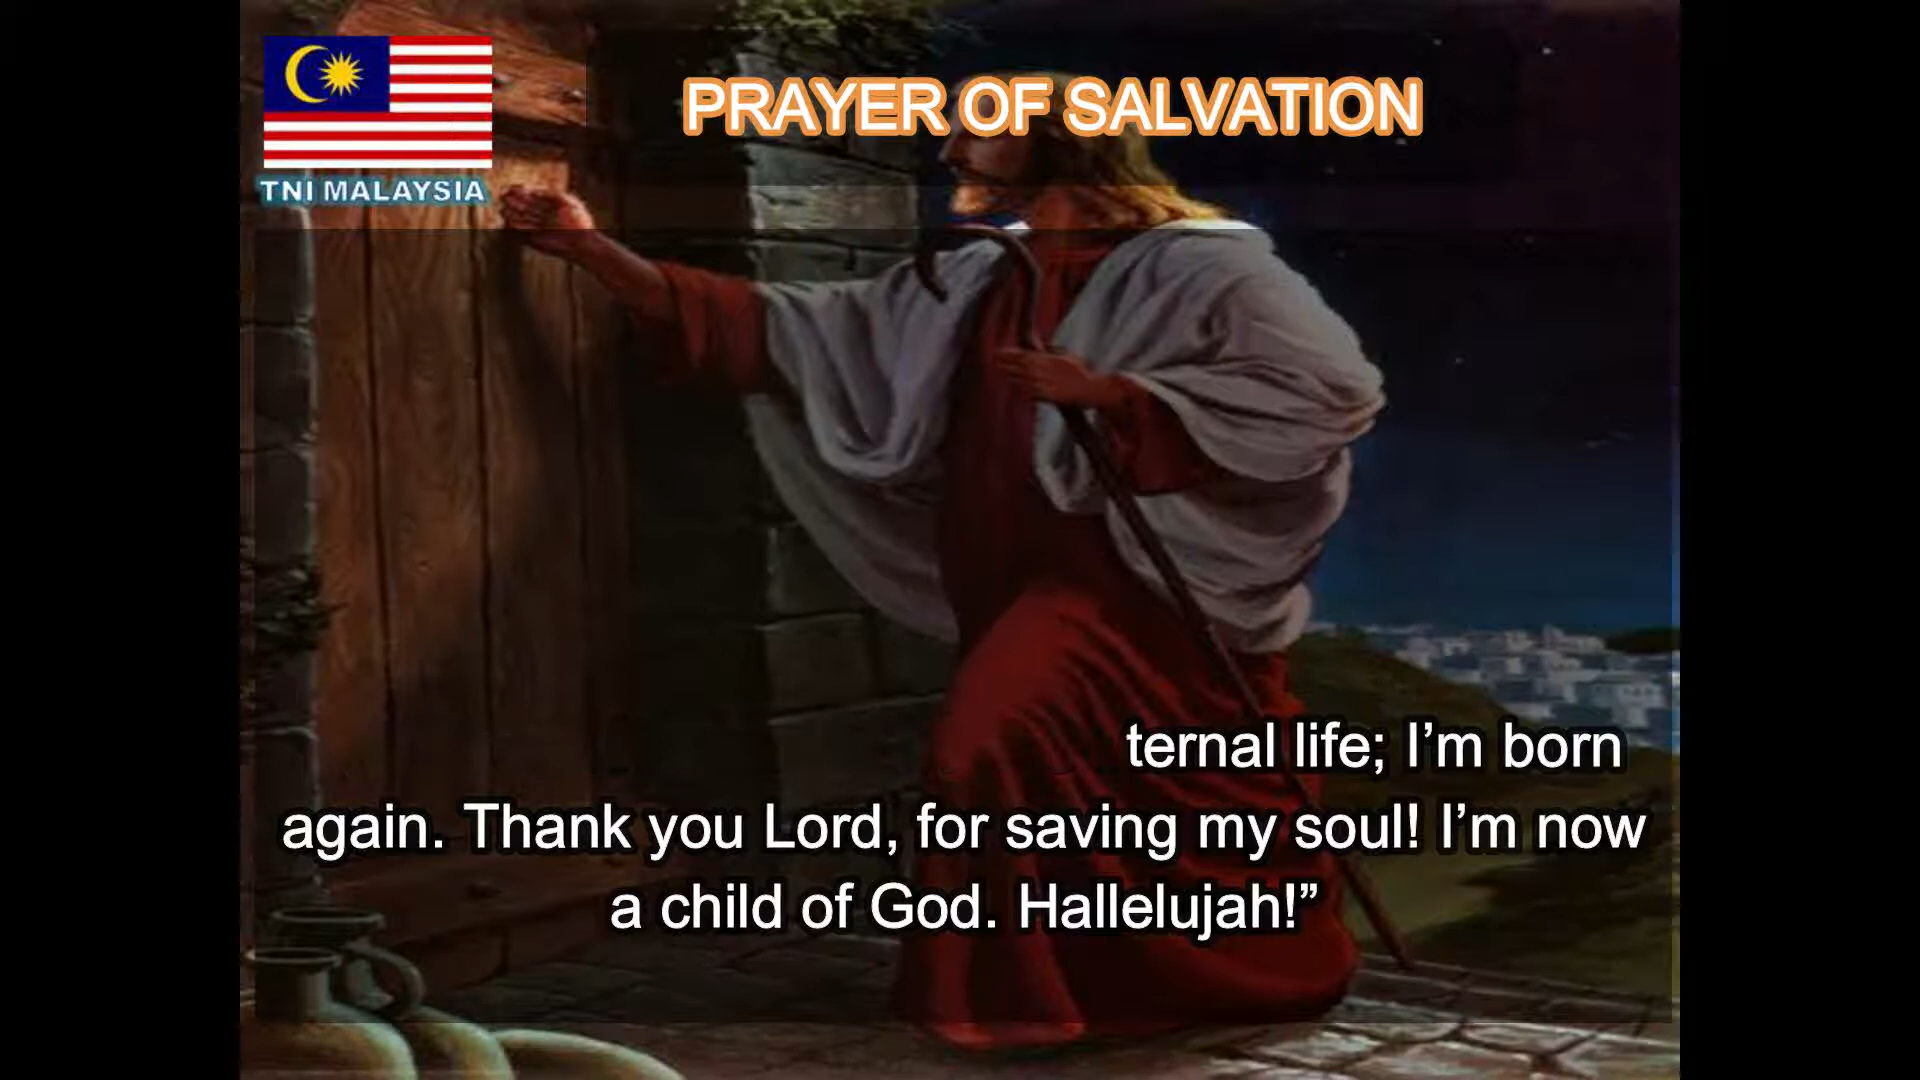 PRAYER OF SALVATION
TNI MALAYSIA
ternal life; I’m born
again. Thank you Lord, for saving my soul! I’m now
a child of God. Hallelujah!”